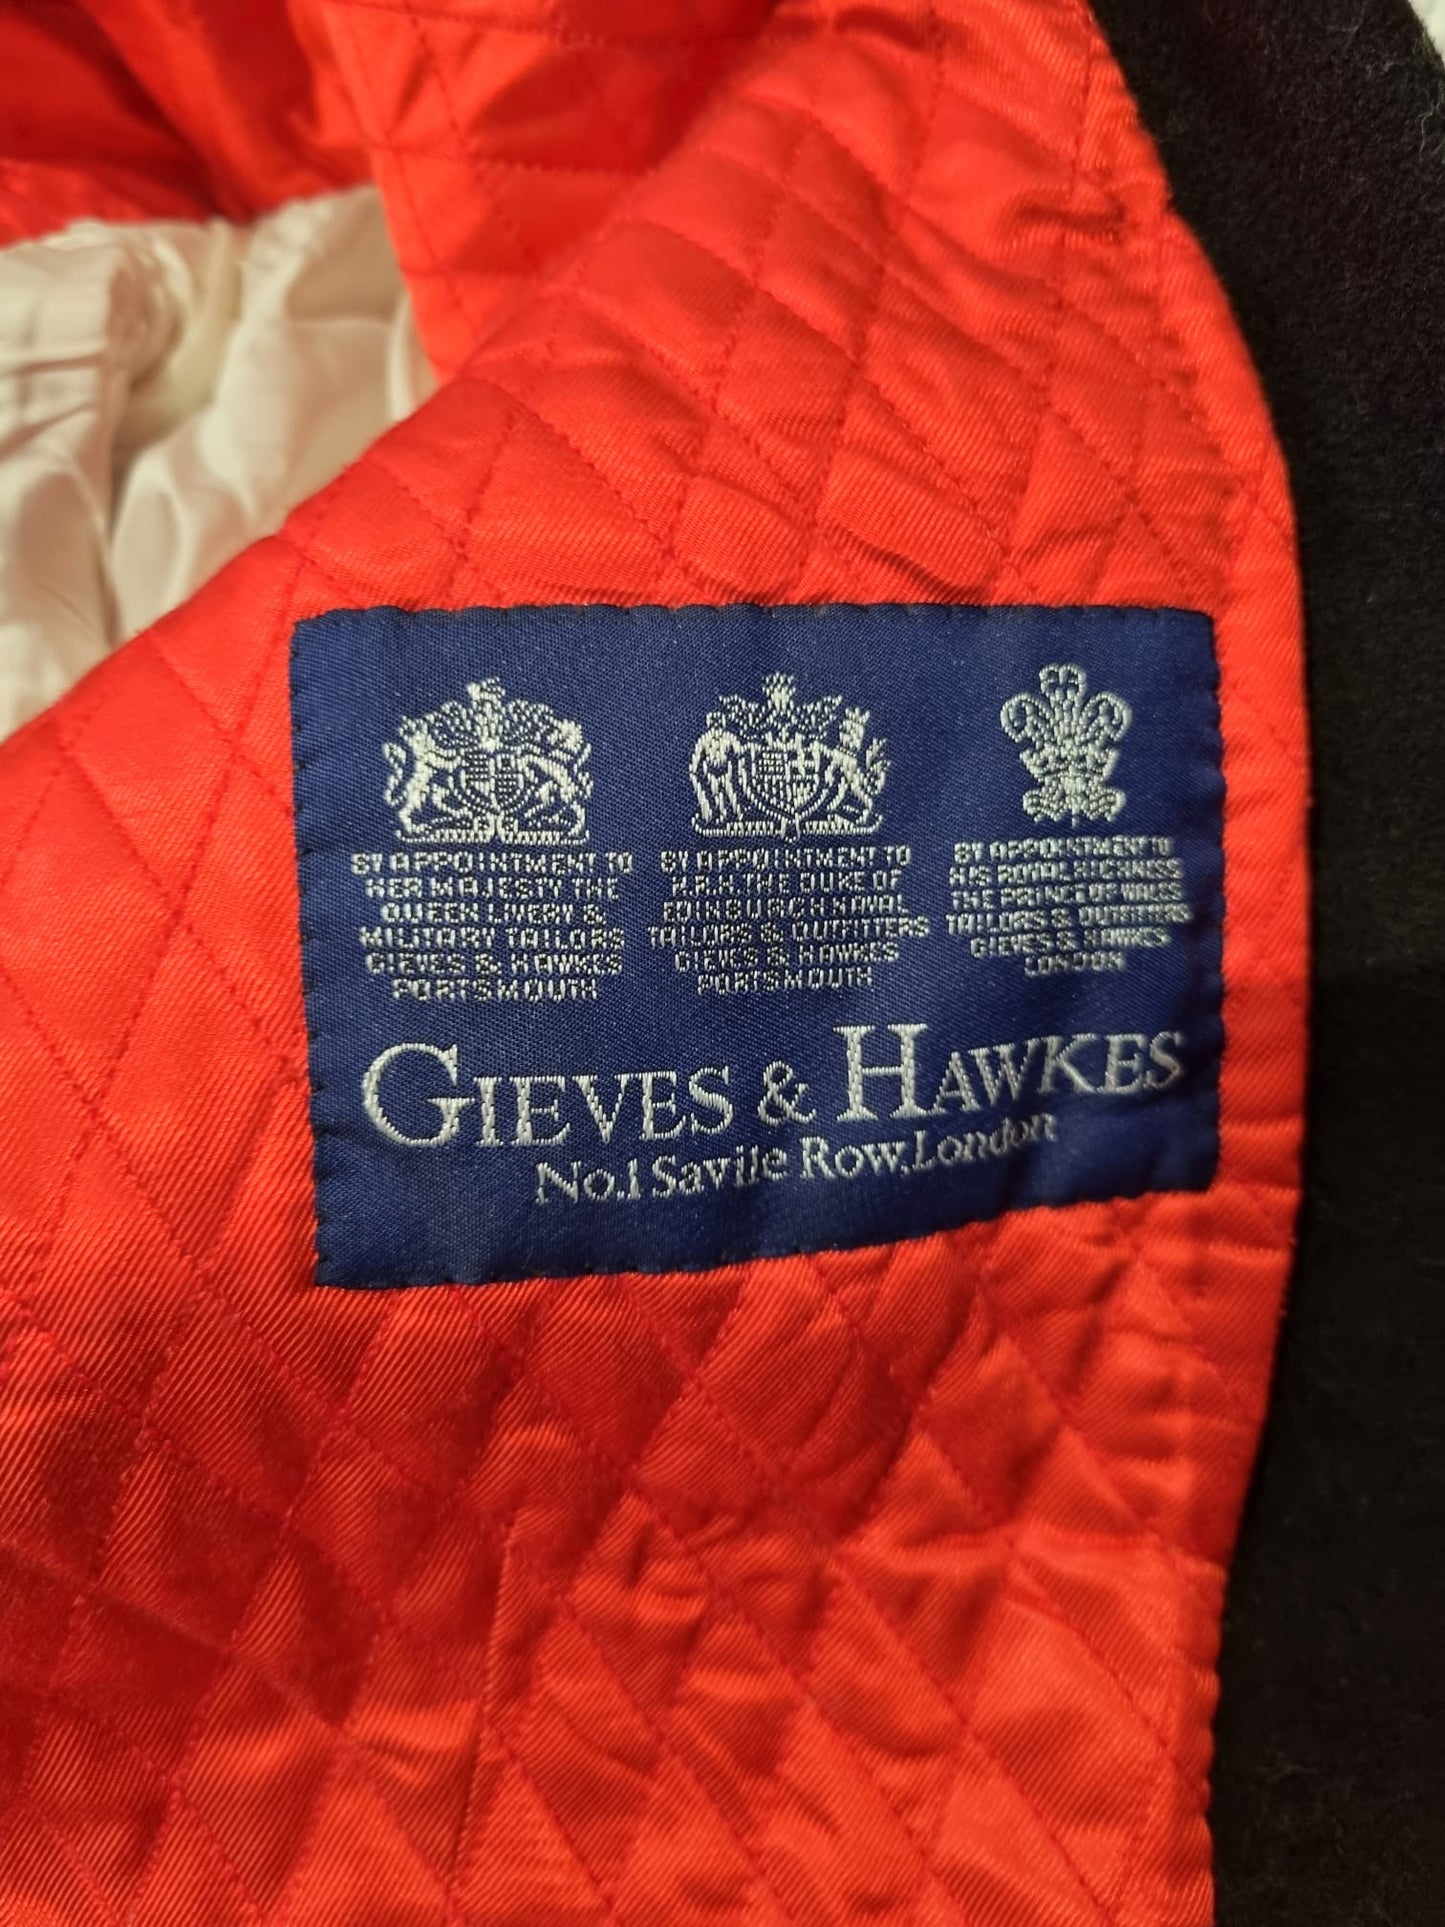 BY APPOINTMENT TO
HER MAJESTY THE
QUEEN LIVERY &
MILITARY TAILORS
GIEVES & HAWKES
PORTSMOUTH
BY APPOINTMENT TO
H.R.H. THE DUKE OF
EDINBURGH NAVAL
TAILORS & OUTFITTERS
GIEVES & HAWKES
PORTSMOUTH
BY APPOINTMENT TO
HIS ROYAL HIGHNESS
THE PRINCE OF WALES
TAILORS & OUTFITTERS
GIEVES & HAWKES
LONDON
GIEVES & HAWKES
No.1 Savile Row, London